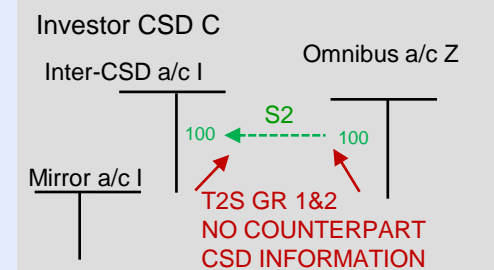 Investor CSD C
Omnibus a/c Z
Inter-CSD a/c I
S2
100
100
Mirror a/c I
T2S GR 1&2
NO COUNTERPART
CSD INFORMATION